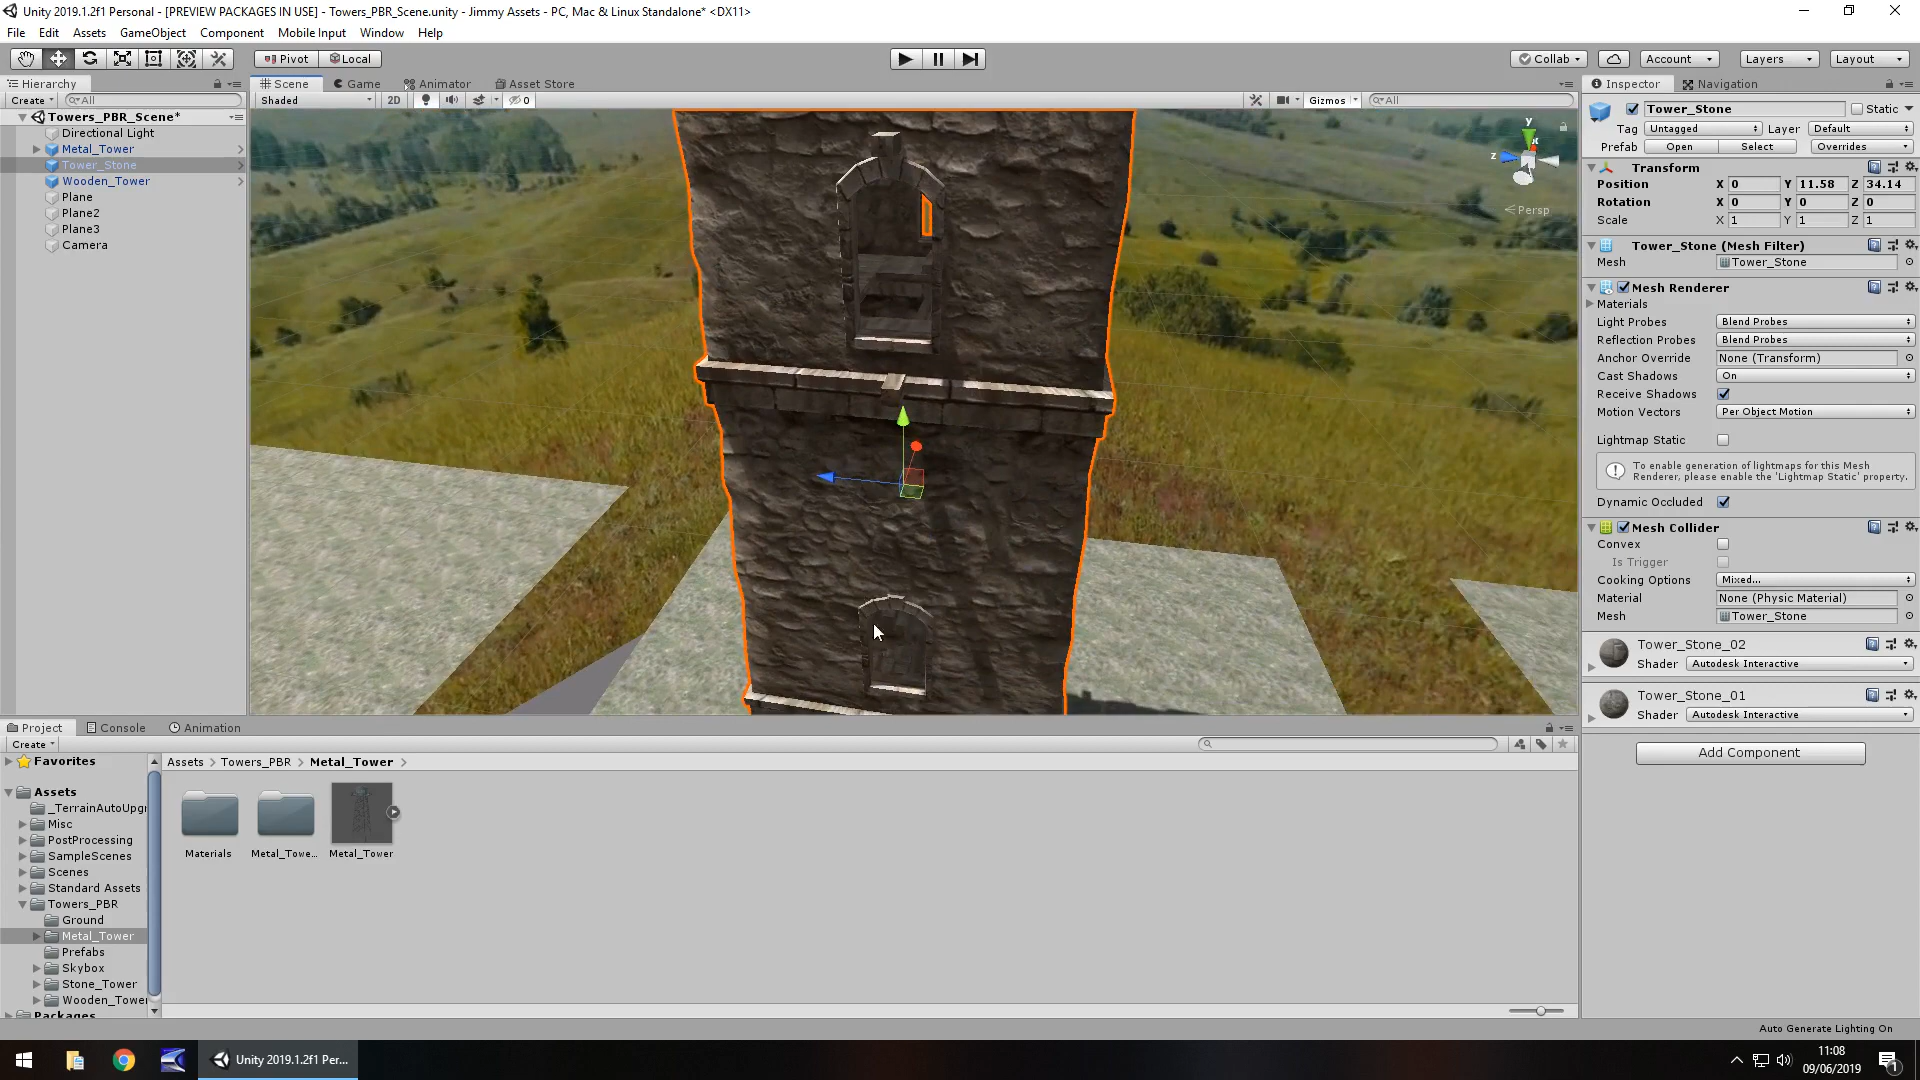 Unity 2019.1.2f1 Personal - [PREVIEW PACKAGES IN USE] - Towers_PBR_Scene.unity - Jimmy Assets - PC, Mac & Linux Standalone* <DX11>
File Edit Assets GameObject Component Mobile Input Window Help
Pivot Local Collab Account Layers Layout
Hierarchy Scene Game Animator Asset Store Inspector Navigation
Create All Shaded 2D 0 Gizmos All
Towers_PBR_Scene*
Directional Light
Metal_Tower
Tower_Stone
Wooden_Tower
Plane
Plane2
Plane3
Camera
y
z
Persp
Tower_Stone Static
Tag Untagged Layer Default
Prefab Open Select Overrides
Transform
Position X 0 Y 11.58 Z 34.14
Rotation X 0 Y 0 Z 0
Scale X 1 Y 1 Z 1
Tower_Stone (Mesh Filter)
Mesh Tower_Stone
Mesh Renderer
Materials
Light Probes Blend Probes
Reflection Probes Blend Probes
Anchor Override None (Transform)
Cast Shadows On
Receive Shadows
Motion Vectors Per Object Motion
Lightmap Static
To enable generation of lightmaps for this Mesh
Renderer, please enable the 'Lightmap Static' property.
Dynamic Occluded
Mesh Collider
Convex
Is Trigger
Cooking Options Mixed...
Material None (Physic Material)
Mesh Tower_Stone
Tower_Stone_02
Shader Autodesk Interactive
Tower_Stone_01
Shader Autodesk Interactive
Add Component
Project Console Animation
Create
Favorites
Assets
_TerrainAutoUpgr
Misc
PostProcessing
SampleScenes
Scenes
Standard Assets
Towers_PBR
Ground
Metal_Tower
Prefabs
Skybox
Stone_Tower
Wooden_Tower
Packages
Assets > Towers_PBR > Metal_Tower >
Materials Metal_Towe... Metal_Tower
Auto Generate Lighting On
Unity 2019.1.2f1 Per...
11:08
09/06/2019
1